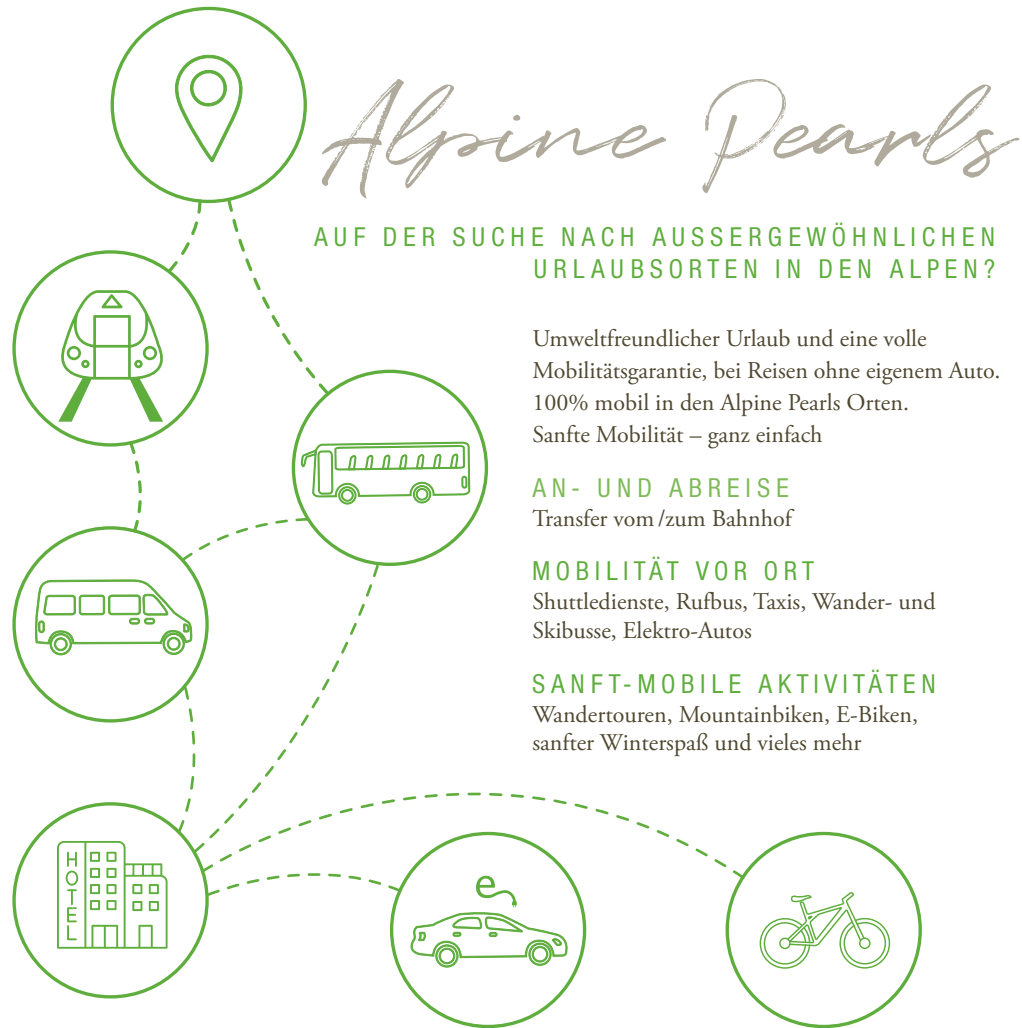 Alpine Pearls
AUF DER SUCHE NACH AUSSERGEWÖHNLICHEN
URLAUBSORTEN IN DEN ALPEN?
Umweltfreundlicher Urlaub und eine volle
Mobilitätsgarantie, bei Reisen ohne eigenem Auto.
100% mobil in den Alpine Pearls Orten.
Sanfte Mobilität – ganz einfach
AN- UND ABREISE
Transfer vom /zum Bahnhof
MOBILITÄT VOR ORT
Shuttledienste, Rufbus, Taxis, Wander- und
Skibusse, Elektro-Autos
SANFT-MOBILE AKTIVITÄTEN
Wandertouren, Mountainbiken, E-Biken,
sanfter Winterspaß und vieles mehr
HOTEL
e